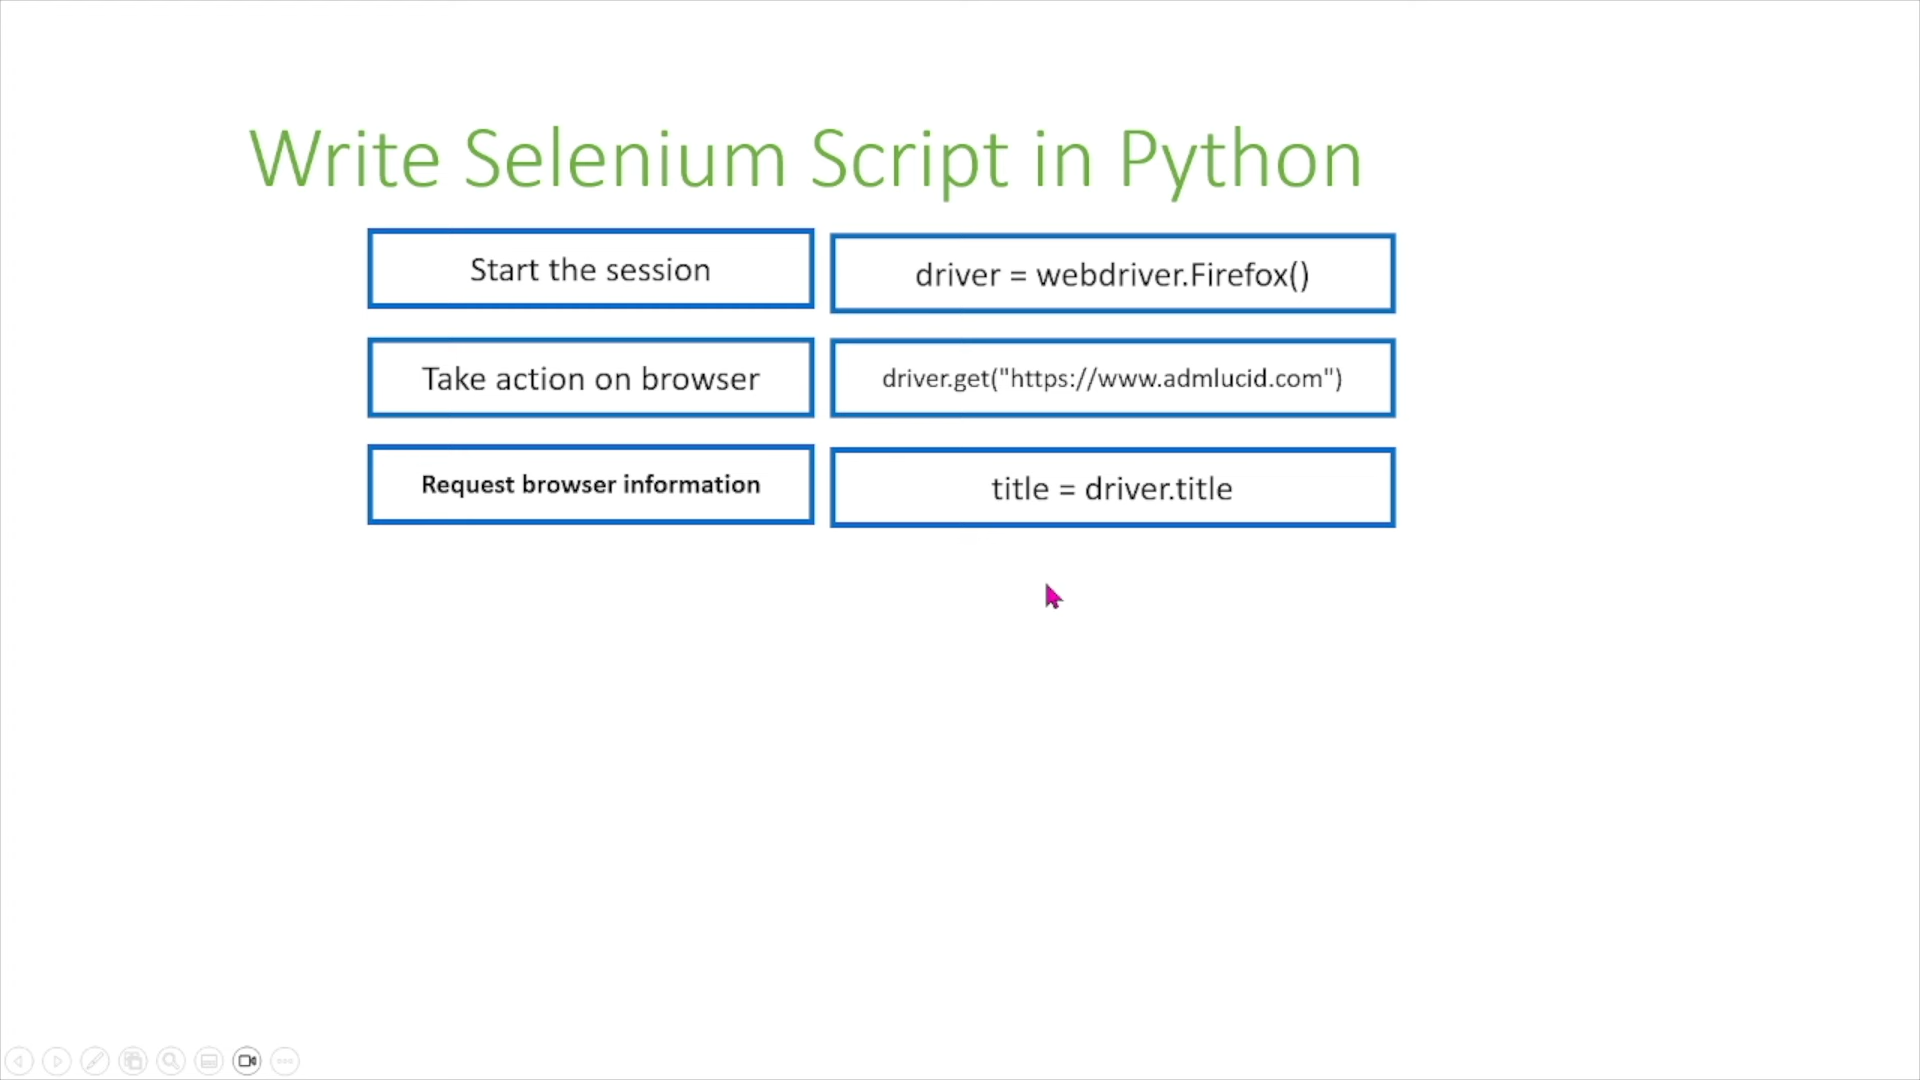 Write Selenium Script in Python
Start the session
driver = webdriver.Firefox()
Take action on browser
driver.get("https://www.admlucid.com")
Request browser information
title = driver.title